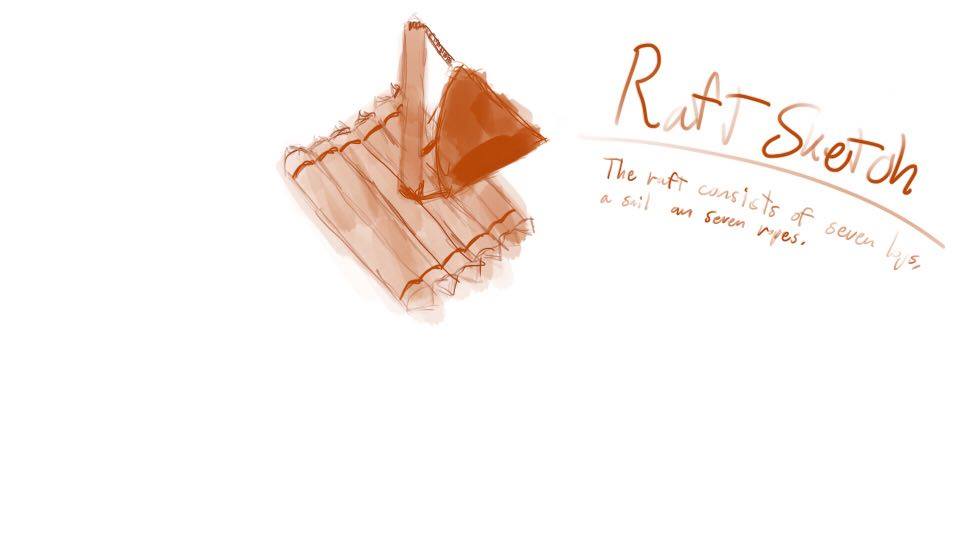 Raft Sketch
The raft consists of seven logs,
a sail an seven ropes.